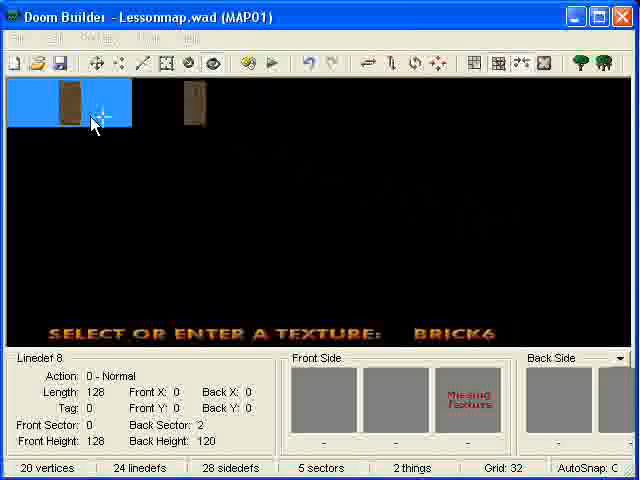 Doom Builder - Lessonmap.wad (MAP01)
SELECT OR ENTER A TEXTURE: BRICK6
Linedef 8
Action: 0 - Normal
Length: 128 Front X: 0 Back X: 0
Tag: 0 Front Y: 0 Back Y: 0
Front Sector: 0 Back Sector: 2
Front Height: 128 Back Height: 120
Front Side
Missing
Texture
- - -
Back Side
- -
20 vertices 24 linedefs 28 sidedefs 5 sectors 2 things Grid: 32 AutoSnap: